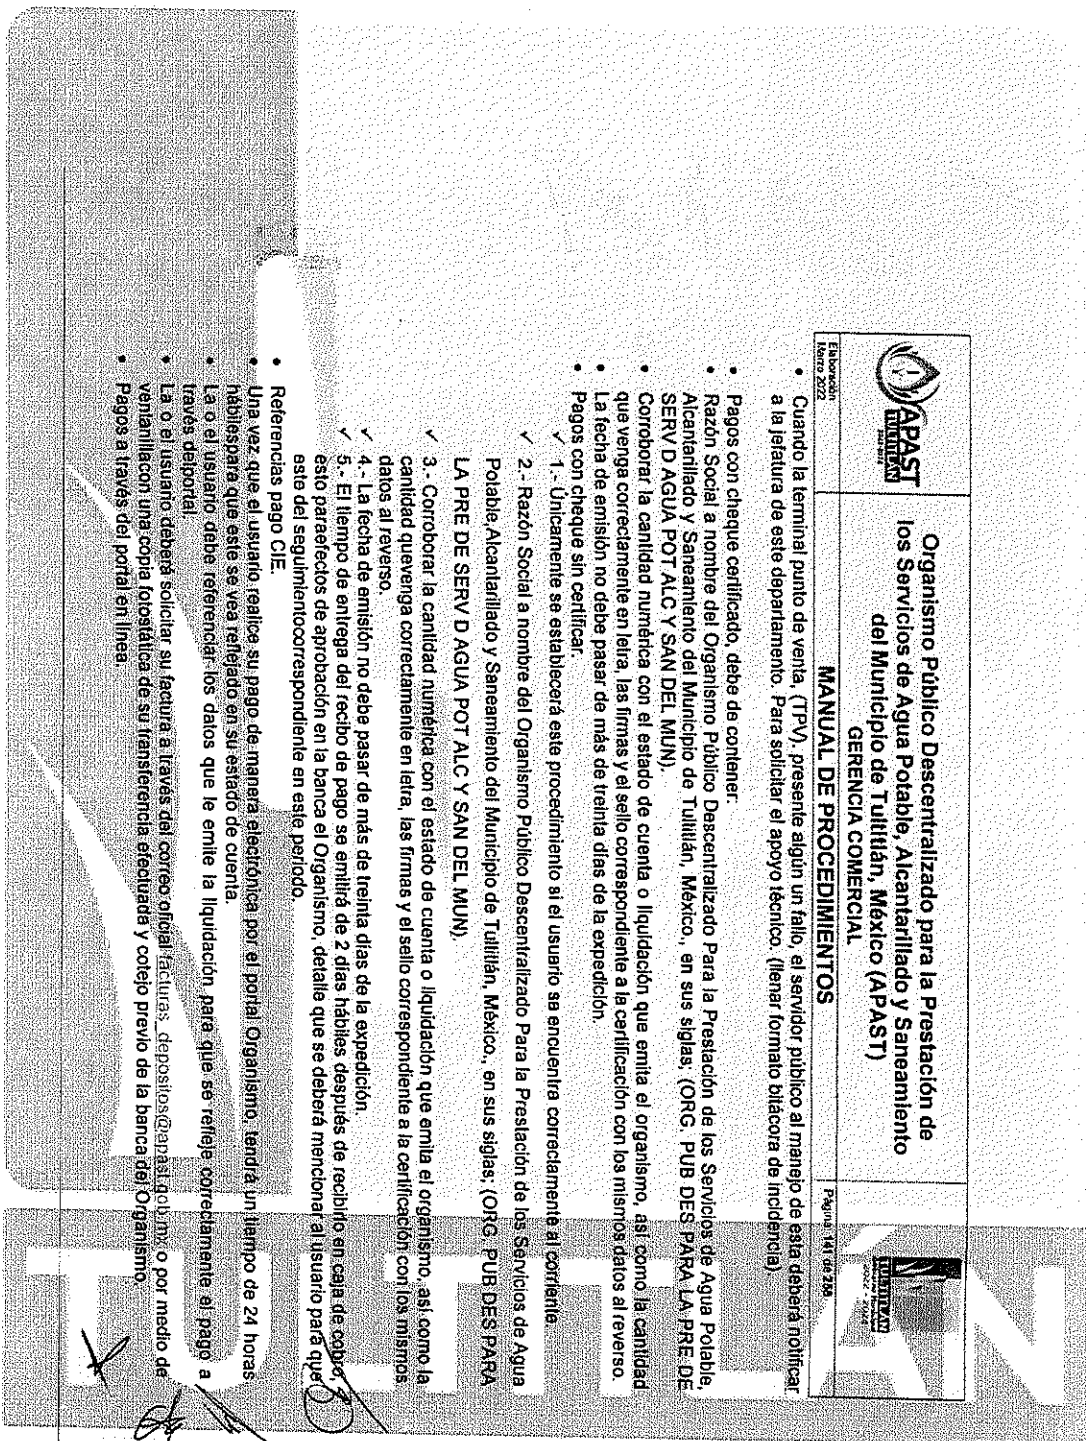 APAST
TULTITLÁN
2022-2024
Organismo Público Descentralizado para la Prestación de
los Servicios de Agua Potable, Alcantarillado y Saneamiento
del Municipio de Tultitlán, México (APAST)
GERENCIA COMERCIAL
TULTITLÁN
2022 - 2024
Elaboración
Marzo 2022
MANUAL DE PROCEDIMIENTOS
Página: 141 de 288
• Cuando la terminal punto de venta, (TPV). presente algún un fallo, el servidor público al manejo de esta deberá notificar
a la jefatura de este departamento. Para solicitar el apoyo técnico. (llenar formato bitácora de incidencia).
• Pagos con cheque certificado, debe de contener:
• Razón Social a nombre del Organismo Público Descentralizado Para la Prestación de los Servicios de Agua Potable,
Alcantarillado y Saneamiento del Municipio de Tultitlán, México., en sus siglas; (ORG. PUB DES PARA LA PRE DE
SERV D AGUA POT ALC Y SAN DEL MUN).
• Corroborar la cantidad numérica con el estado de cuenta o liquidación que emita el organismo, así como la cantidad
que venga correctamente en letra, las firmas y el sello correspondiente a la certificación con los mismos datos al reverso.
• La fecha de emisión no debe pasar de más de treinta días de la expedición.
• Pagos con cheque sin certificar.
✓ 1.- Únicamente se establecerá este procedimiento si el usuario se encuentra correctamente al corriente.
✓ 2.- Razón Social a nombre del Organismo Público Descentralizado Para la Prestación de los Servicios de Agua
Potable,Alcantarillado y Saneamiento del Municipio de Tultitlán, México., en sus siglas; (ORG. PUB DES PARA
LA PRE DE SERV D AGUA POT ALC Y SAN DEL MUN).
✓ 3.- Corroborar la cantidad numérica con el estado de cuenta o liquidación que emita el organismo, así como la
cantidad quevenga correctamente en letra, las firmas y el sello correspondiente a la certificación con los mismos
datos al reverso.
✓ 4.- La fecha de emisión no debe pasar de más de treinta días de la expedición.
✓ 5.- El tiempo de entrega del recibo de pago se emitirá de 2 días hábiles después de recibirlo en caja de cobro,
esto paraefectos de aprobación en la banca el Organismo, detalle que se deberá mencionar al usuario para que
este del seguimientocorrespondiente en este periodo.
• Referencias pago CIE.
• Una vez que el usuario realice su pago de manera electrónica por el portal Organismo, tendrá un tiempo de 24 horas
hábilespara que este se vea reflejado en su estado de cuenta.
• La o el usuario debe referenciar los datos que le emite la liquidación para que se refleje correctamente el pago a
través delportal.
• La o el usuario deberá solicitar su factura a través del correo oficial facturas_depositos@apast.gob.mx o por medio de
ventanillacon una copia fotostática de su transferencia efectuada y cotejo previo de la banca del Organismo.
• Pagos a través del portal en línea.
TULTITLÁN